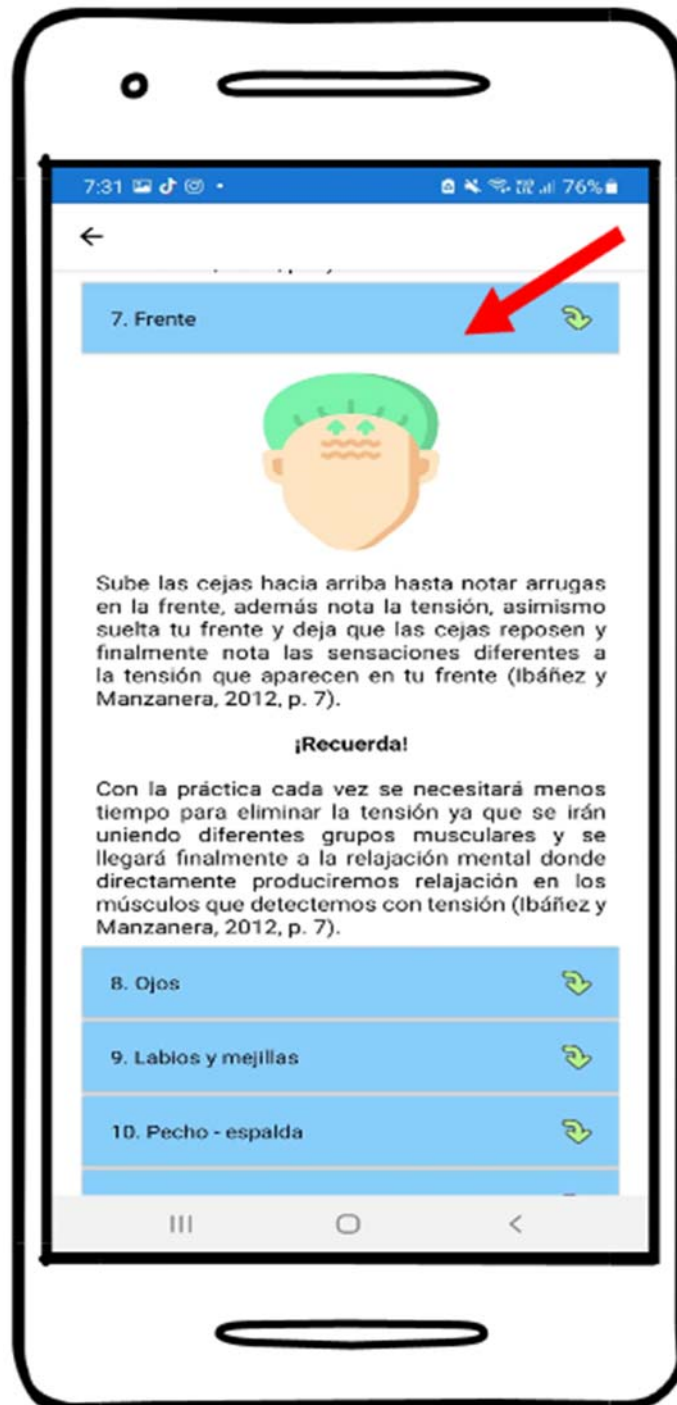 7:31 76%
7. Frente
Sube las cejas hacia arriba hasta notar arrugas
en la frente, además nota la tensión, asimismo
suelta tu frente y deja que las cejas reposen y
finalmente nota las sensaciones diferentes a
la tensión que aparecen en tu frente (Ibáñez y
Manzanera, 2012, p. 7).
¡Recuerda!
Con la práctica cada vez se necesitará menos
tiempo para eliminar la tensión ya que se irán
uniendo diferentes grupos musculares y se
llegará finalmente a la relajación mental donde
directamente produciremos relajación en los
músculos que detectemos con tensión (Ibáñez y
Manzanera, 2012, p. 7).
8. Ojos
9. Labios y mejillas
10. Pecho - espalda